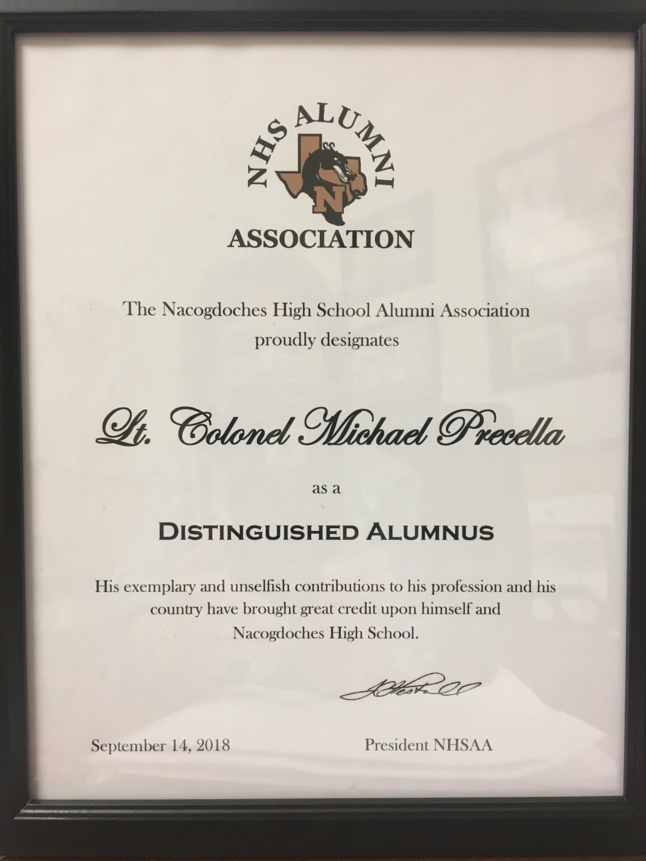 NHS ALUMNI
N
ASSOCIATION
The Nacogdoches High School Alumni Association
proudly designates
Lt. Colonel Michael Precella
as a
DISTINGUISHED ALUMNUS
His exemplary and unselfish contributions to his profession and his
country have brought great credit upon himself and
Nacogdoches High School.
September 14, 2018 President NHSAA